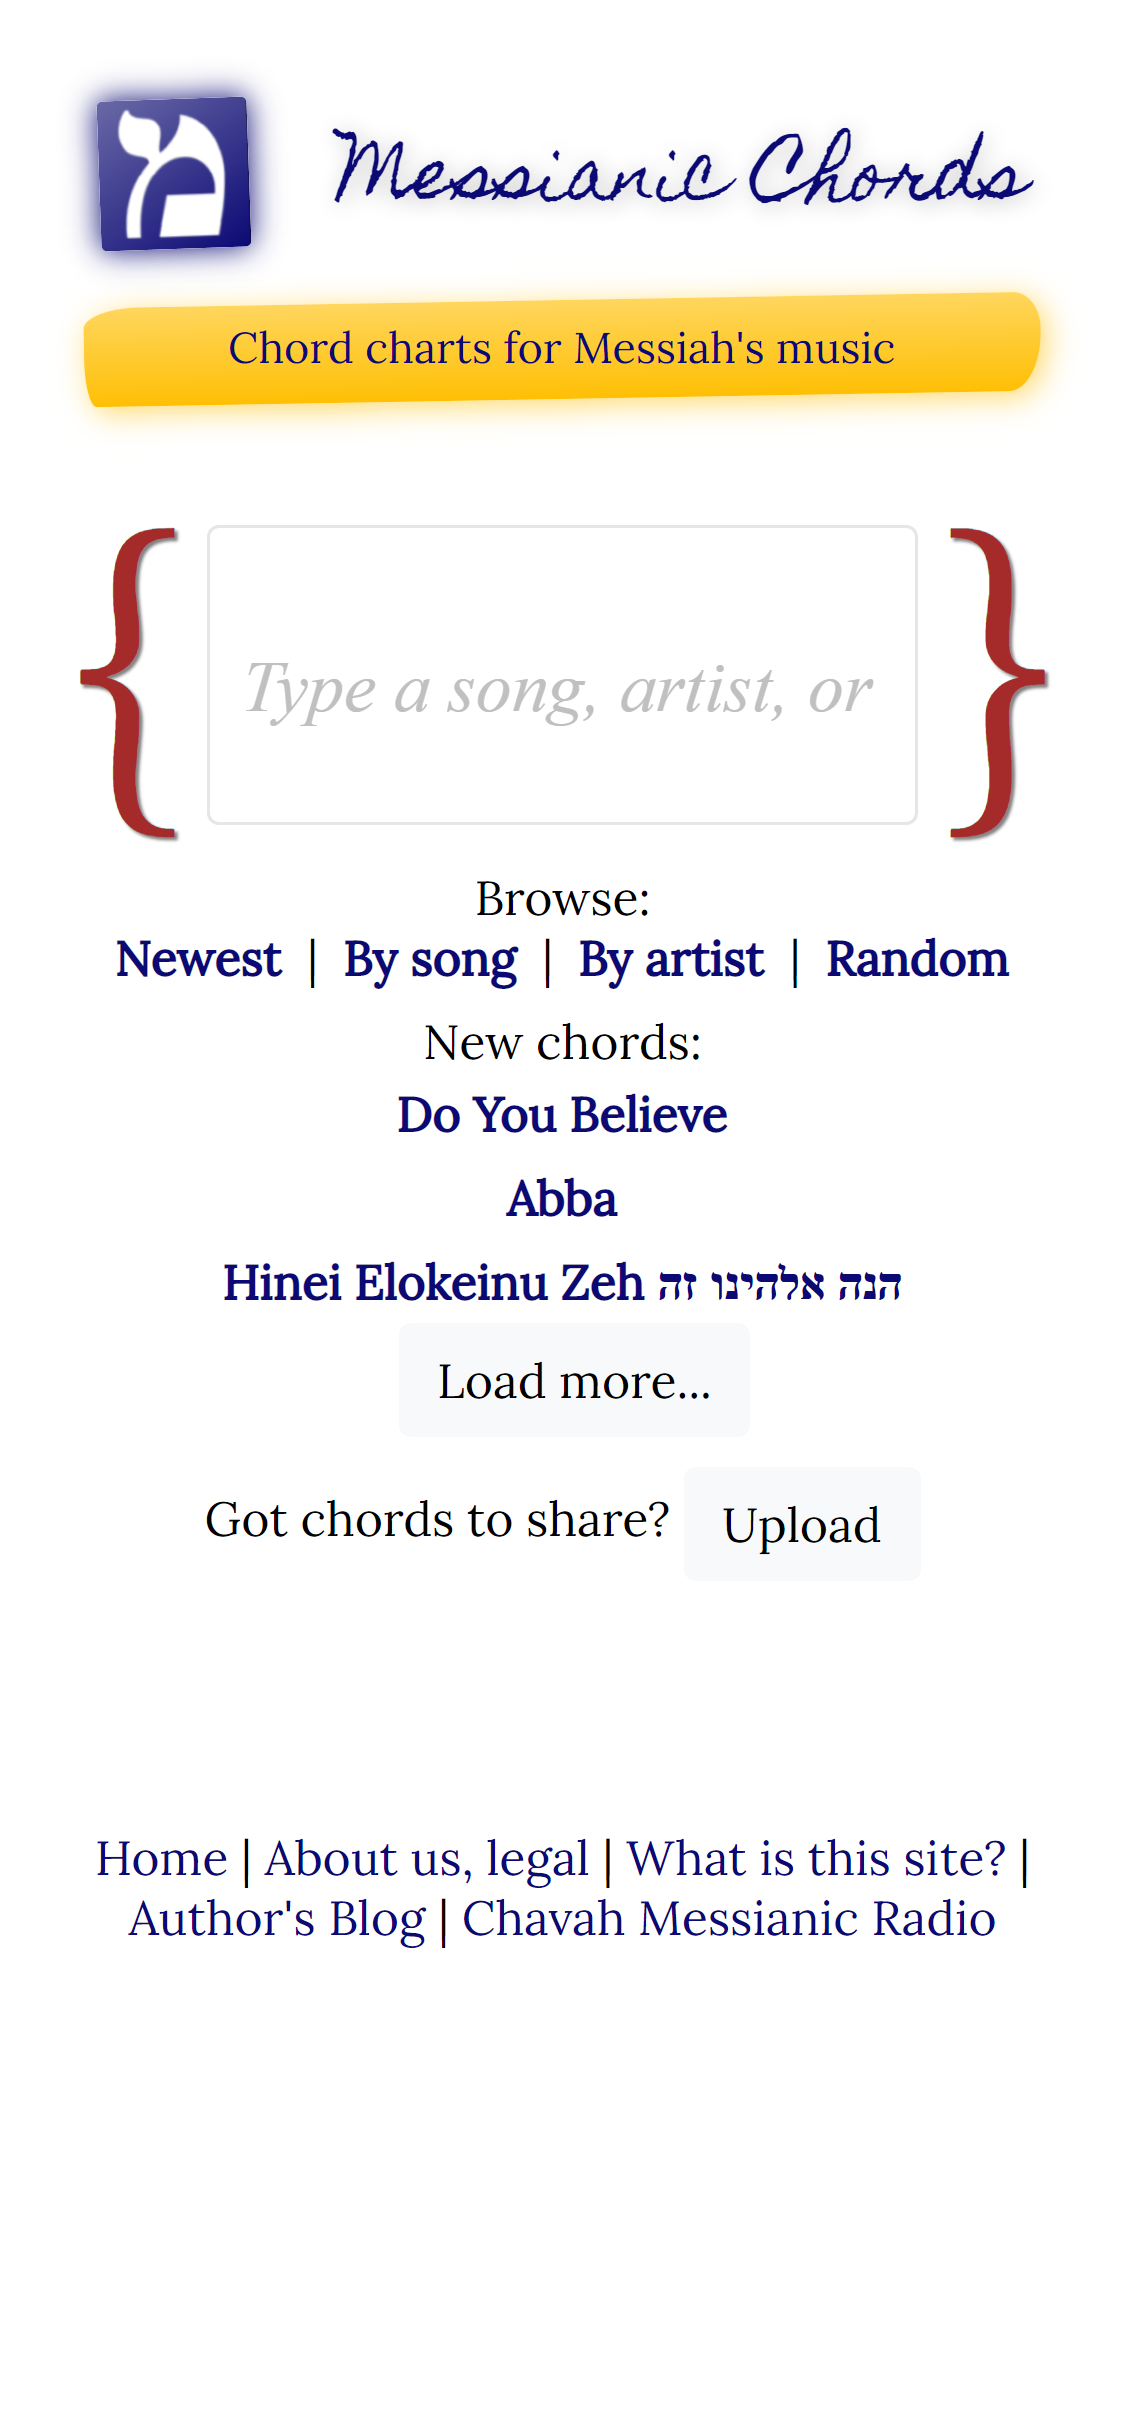 מ
Messianic Chords
Chord charts for Messiah's music
{ Type a song, artist, or }
Browse:
Newest | By song | By artist | Random
New chords:
Do You Believe
Abba
Hinei Elokeinu Zeh הנה אלהינו זה
Load more...
Got chords to share? Upload
Home | About us, legal | What is this site? |
Author's Blog | Chavah Messianic Radio